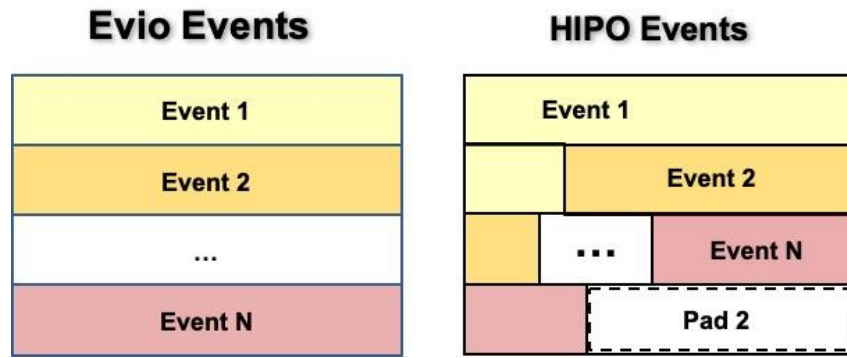 Evio Events
HIPO Events
Event 1
Event 2
...
Event N
Event 1
Event 2
... Event N
Pad 2